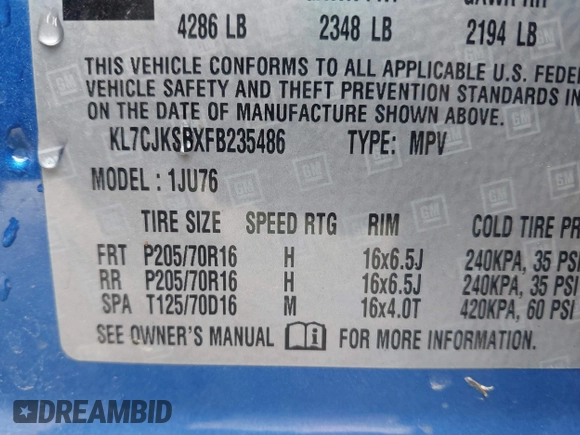 4286 LB 2348 LB 2194 LB
THIS VEHICLE CONFORMS TO ALL APPLICABLE U.S. FEDE
VEHICLE SAFETY AND THEFT PREVENTION STANDARDS IN
ON THE DATE OF MANUFACTURE SHOWN ABOVE.
KL7CJKSBXFB235486 TYPE: MPV
MODEL : 1JU76
TIRE SIZE SPEED RTG RIM COLD TIRE PR
FRT P205/70R16 H 16x6.5J 240KPA, 35 PSI
RR P205/70R16 H 16x6.5J 240KPA, 35 PSI
SPA T125/70D16 M 16x4.0T 420KPA, 60 PSI
SEE OWNER'S MANUAL FOR MORE INFORMATION.
DREAMBID